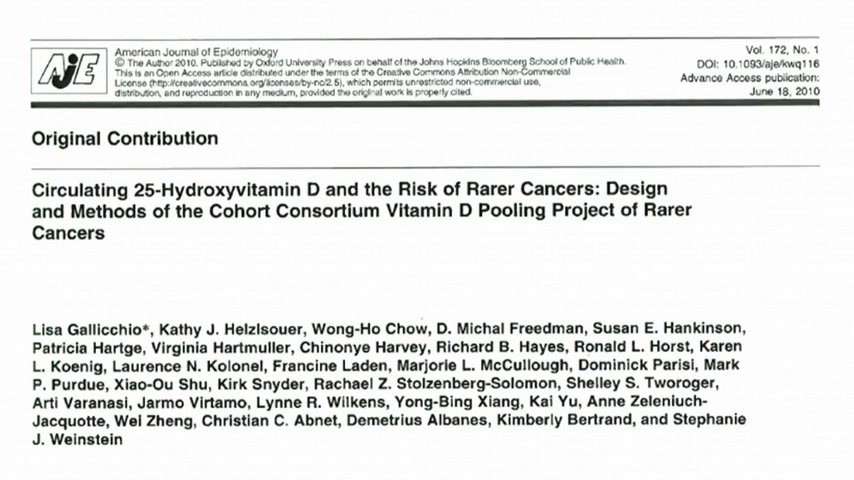 AJE
American Journal of Epidemiology
© The Author 2010. Published by Oxford University Press on behalf of the Johns Hopkins Bloomberg School of Public Health.
This is an Open Access article distributed under the terms of the Creative Commons Attribution Non-Commercial
License (http://creativecommons.org/licenses/by-nc/2.5), which permits unrestricted non-commercial use,
distribution, and reproduction in any medium, provided the original work is properly cited.
Vol. 172, No. 1
DOI: 10.1093/aje/kwq116
Advance Access publication:
June 18, 2010
Original Contribution
Circulating 25-Hydroxyvitamin D and the Risk of Rarer Cancers: Design
and Methods of the Cohort Consortium Vitamin D Pooling Project of Rarer
Cancers
Lisa Gallicchio*, Kathy J. Helzlsouer, Wong-Ho Chow, D. Michal Freedman, Susan E. Hankinson,
Patricia Hartge, Virginia Hartmuller, Chinonye Harvey, Richard B. Hayes, Ronald L. Horst, Karen
L. Koenig, Laurence N. Kolonel, Francine Laden, Marjorie L. McCullough, Dominick Parisi, Mark
P. Purdue, Xiao-Ou Shu, Kirk Snyder, Rachael Z. Stolzenberg-Solomon, Shelley S. Tworoger,
Arti Varanasi, Jarmo Virtamo, Lynne R. Wilkens, Yong-Bing Xiang, Kai Yu, Anne Zeleniuch-
Jacquotte, Wei Zheng, Christian C. Abnet, Demetrius Albanes, Kimberly Bertrand, and Stephanie
J. Weinstein